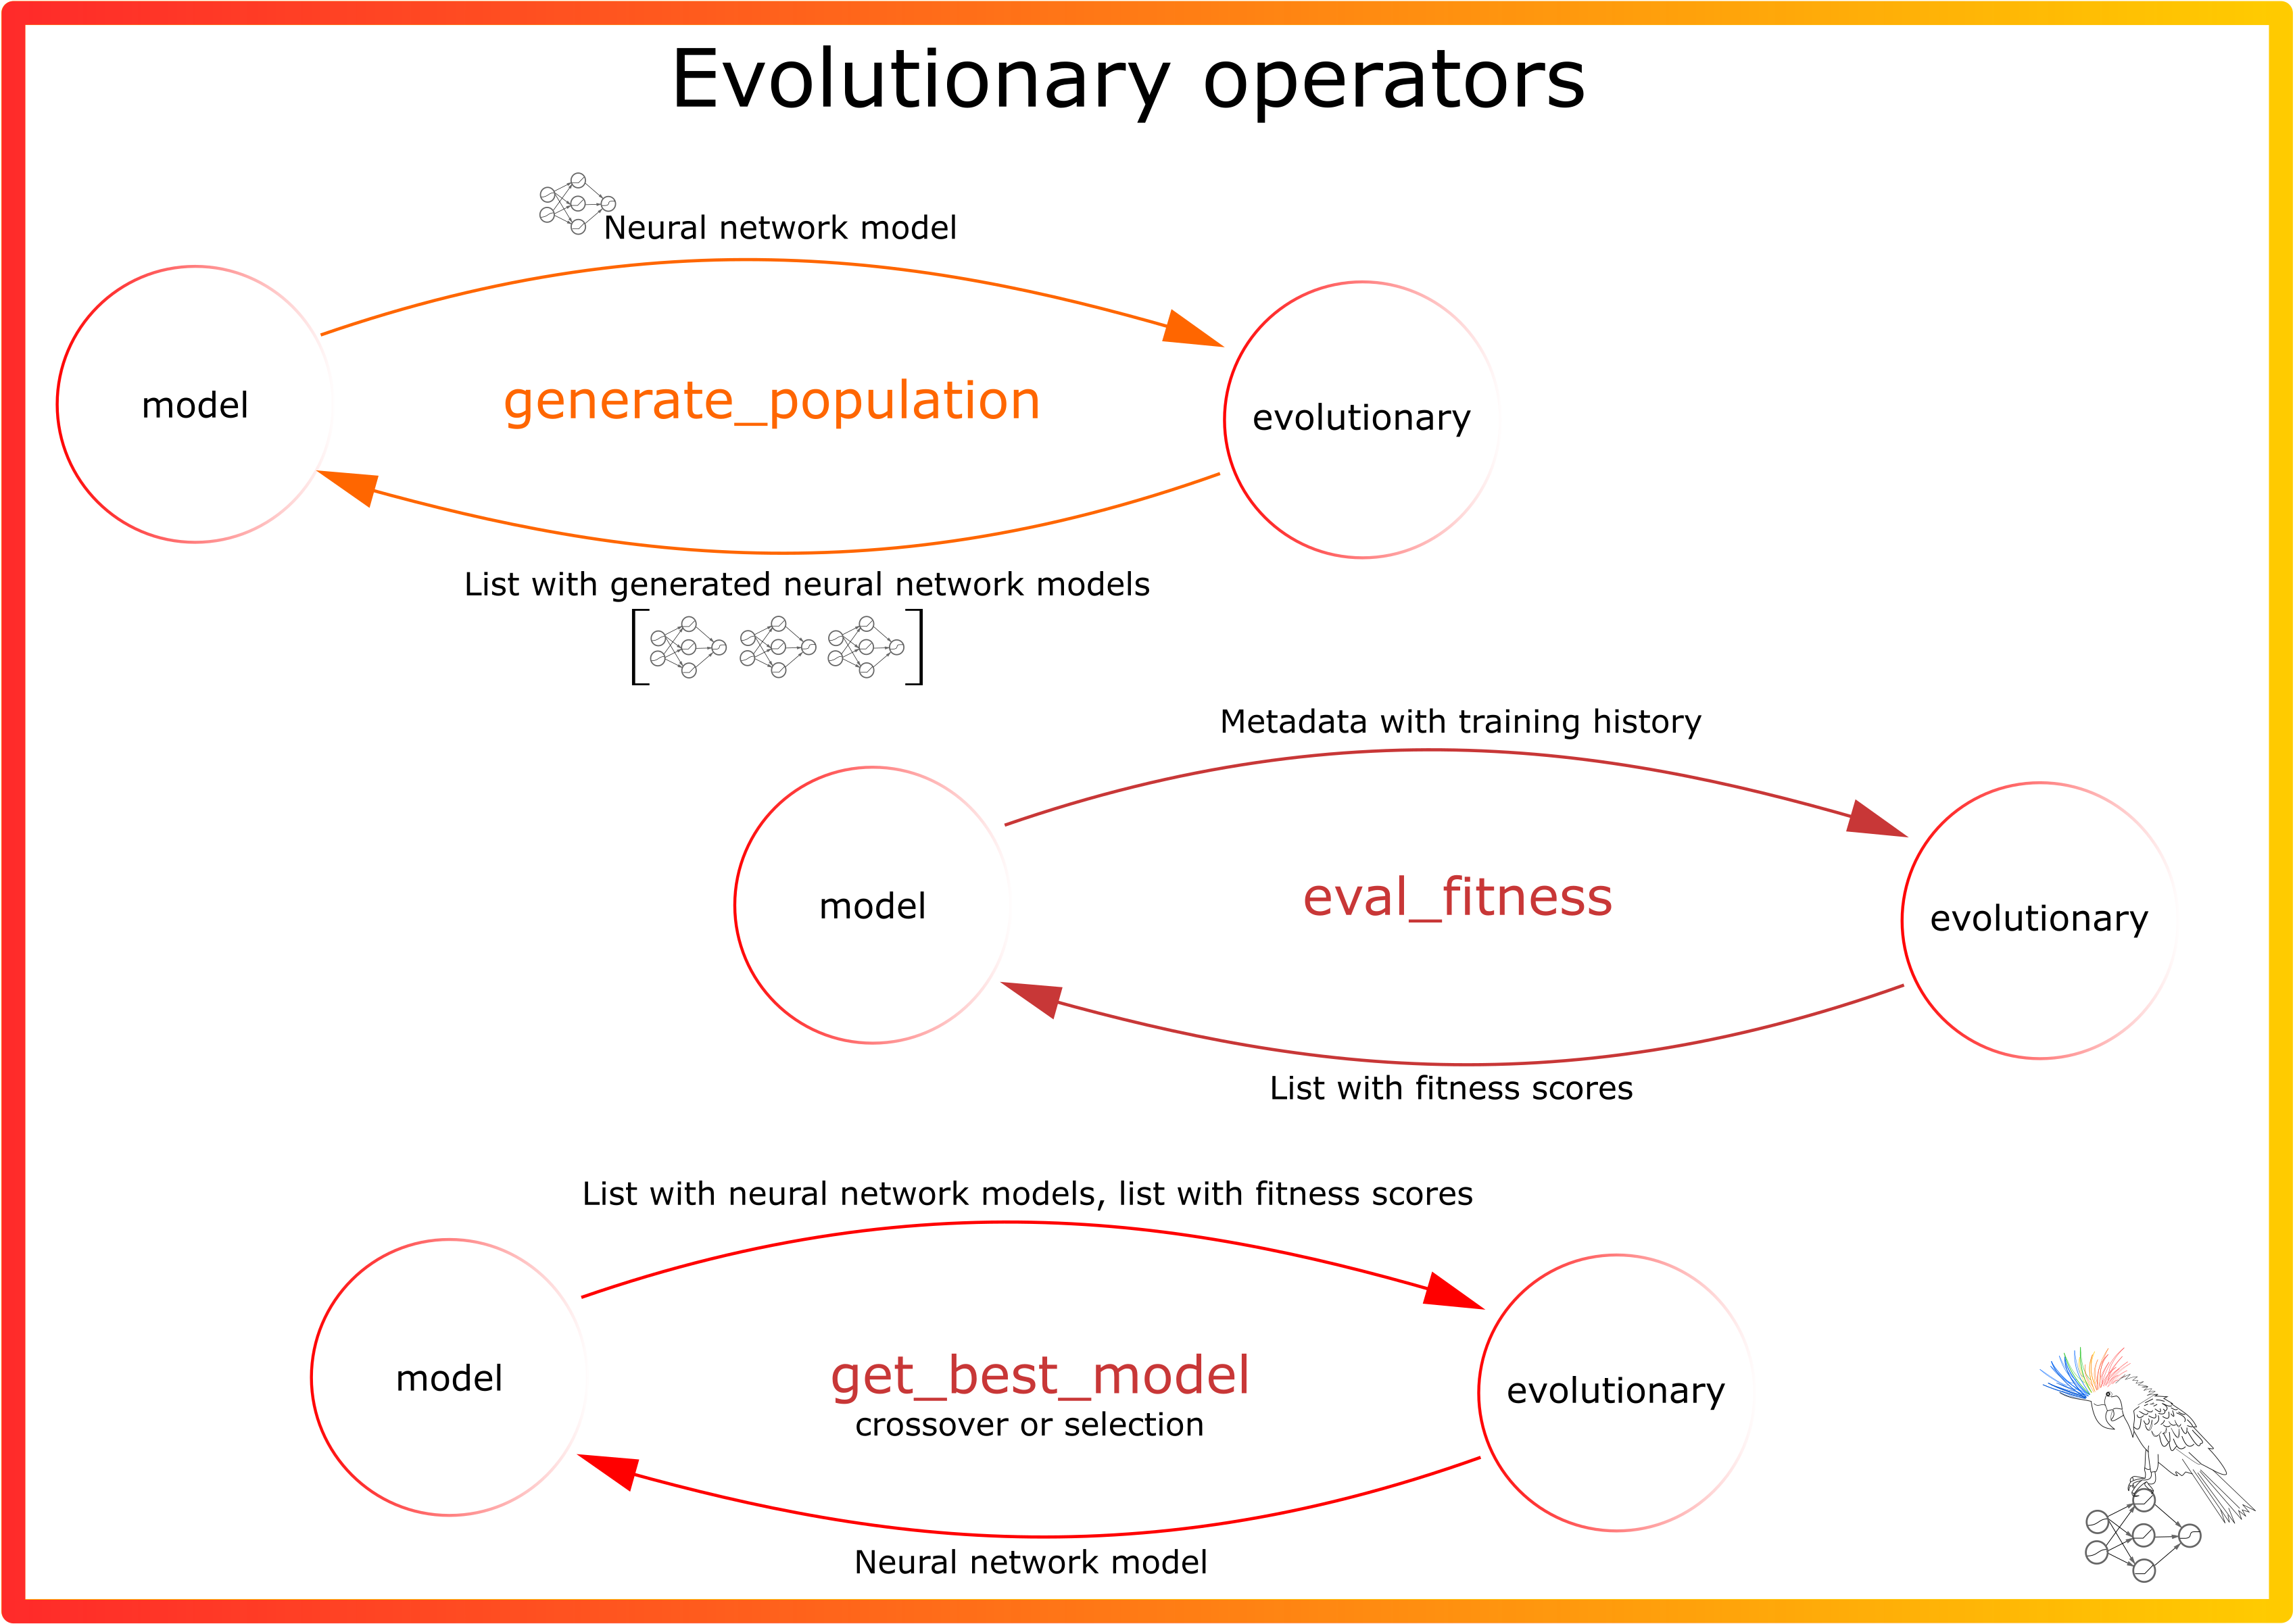 Evolutionary operators
Neural network model
model
generate_population
evolutionary
List with generated neural network models
Metadata with training history
model
eval_fitness
evolutionary
List with fitness scores
List with neural network models, list with fitness scores
model
get_best_model
crossover or selection
evolutionary
Neural network model